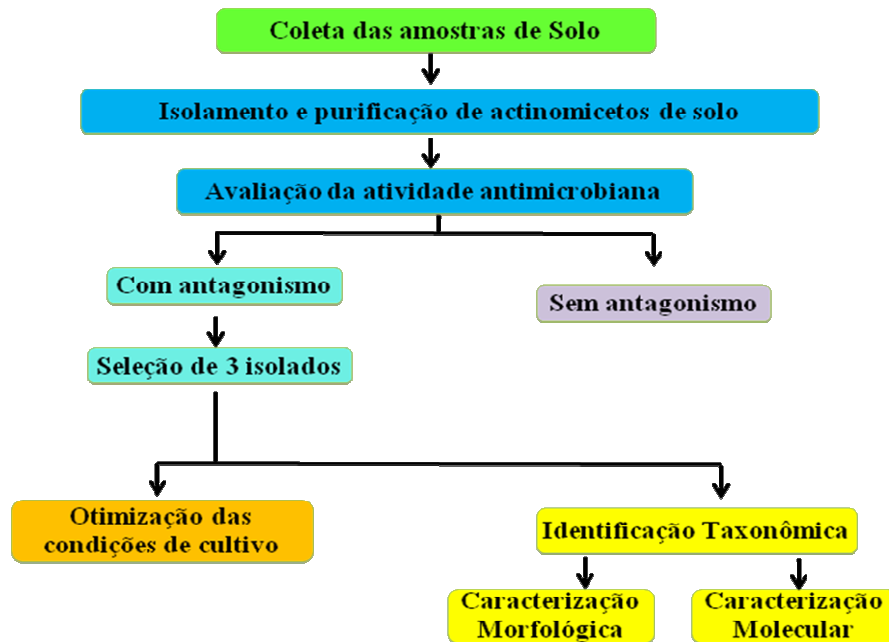 Coleta das amostras de Solo
Isolamento e purificação de actinomicetos de solo
Avaliação da atividade antimicrobiana
Com antagonismo
Sem antagonismo
Seleção de 3 isolados
Otimização das
condições de cultivo
Identificação Taxonômica
Caracterização
Morfológica
Caracterização
Molecular